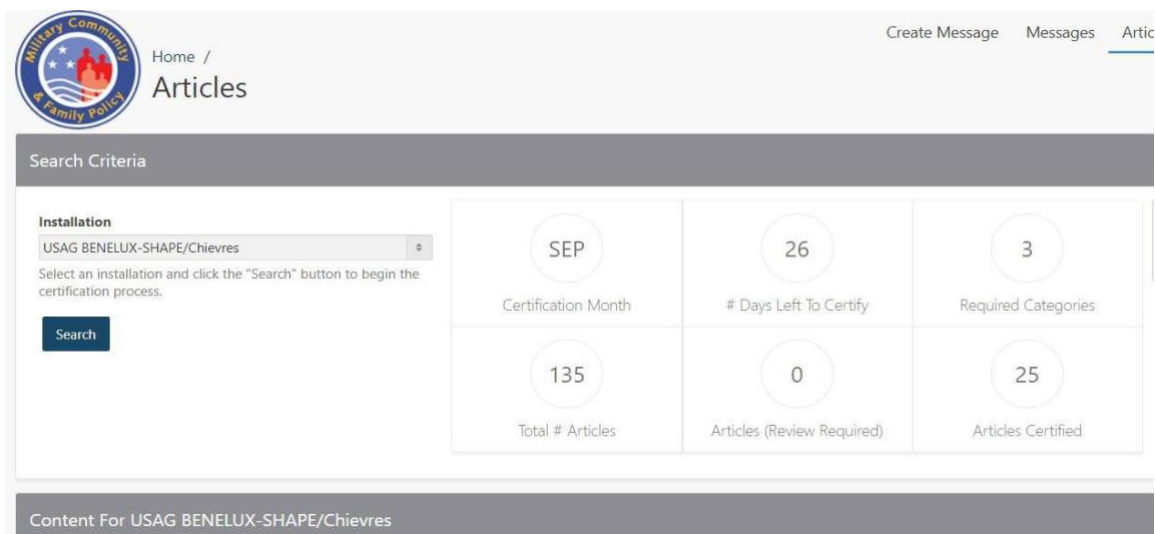 Military Community
& Family Policy
Home /
Articles
Create Message
Messages
Search Criteria
Installation
USAG BENELUX-SHAPE/Chievres
Select an installation and click the "Search" button to begin the
certification process.
Search
SEP
Certification Month
26
# Days Left To Certify
3
Required Categories
135
Total # Articles
0
Articles (Review Required)
25
Articles Certified
Content For USAG BENELUX-SHAPE/Chievres